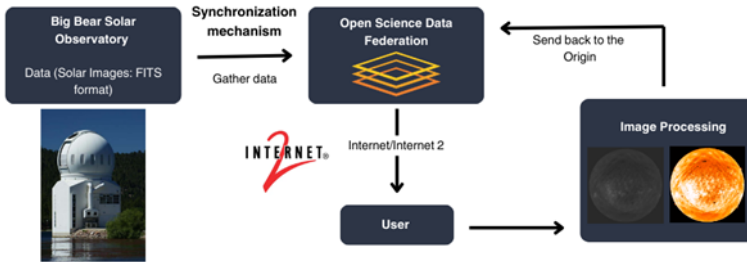 Big Bear Solar
Observatory
Data (Solar Images: FITS
format)
Synchronization
mechanism
Gather data
Open Science Data
Federation
Send back to the
Origin
Image Processing
Internet/Internet 2
INTERNET®
2
User